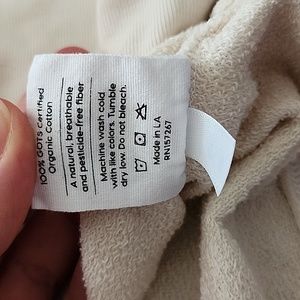 100% GOTS Certified
Organic Cotton
A natural, breathable
and pesticide-free fiber
Machine wash cold
with like colors. Tumble
dry low. Do not bleach.
Made in LA
RN157267